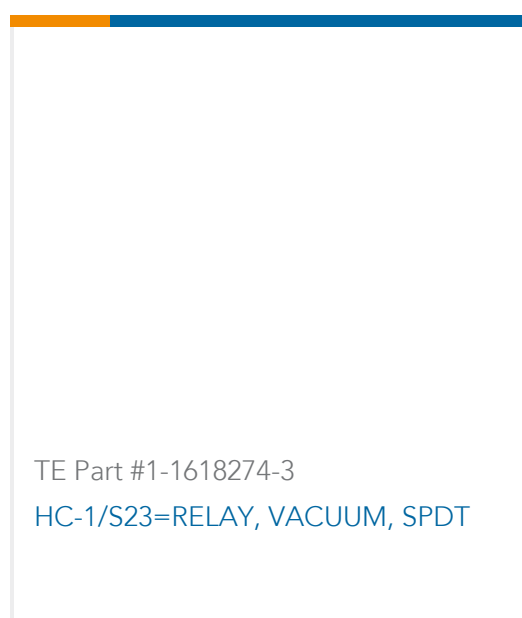 TE Part #1-1618274-3
HC-1/S23=RELAY, VACUUM, SPDT